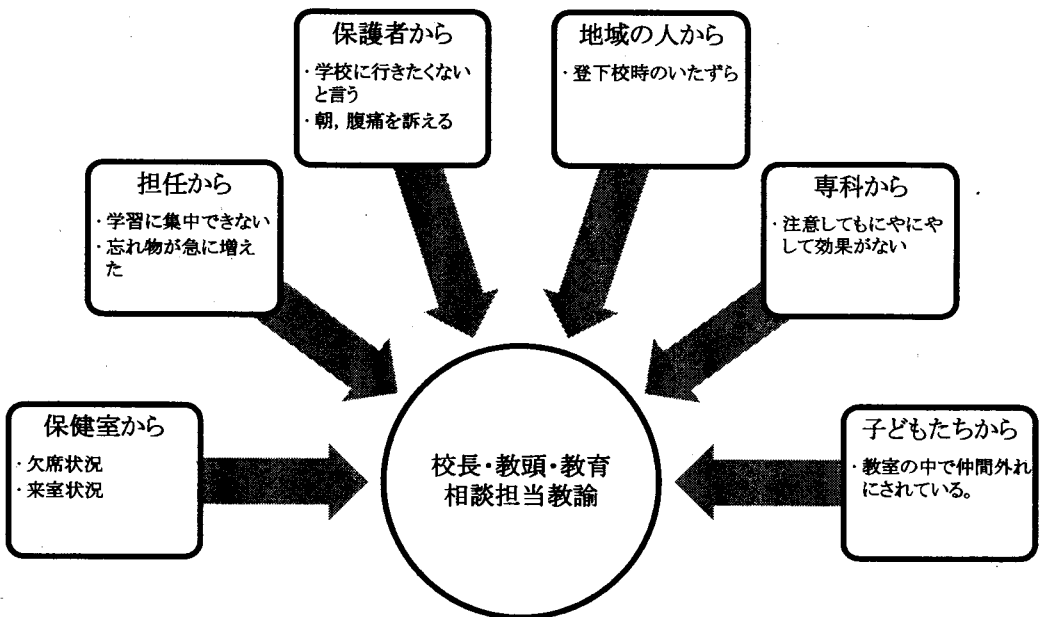 保護者から
・学校に行きたくない
と言う
・朝，腹痛を訴える
地域の人から
・登下校時のいたずら
担任から
・学習に集中できない
・忘れ物が急に増え
た
専科から
・注意してもにやにや
して効果がない
保健室から
・欠席状況
・来室状況
校長・教頭・教育
相談担当教諭
子どもたちから
・教室の中で仲間外れ
にされている。